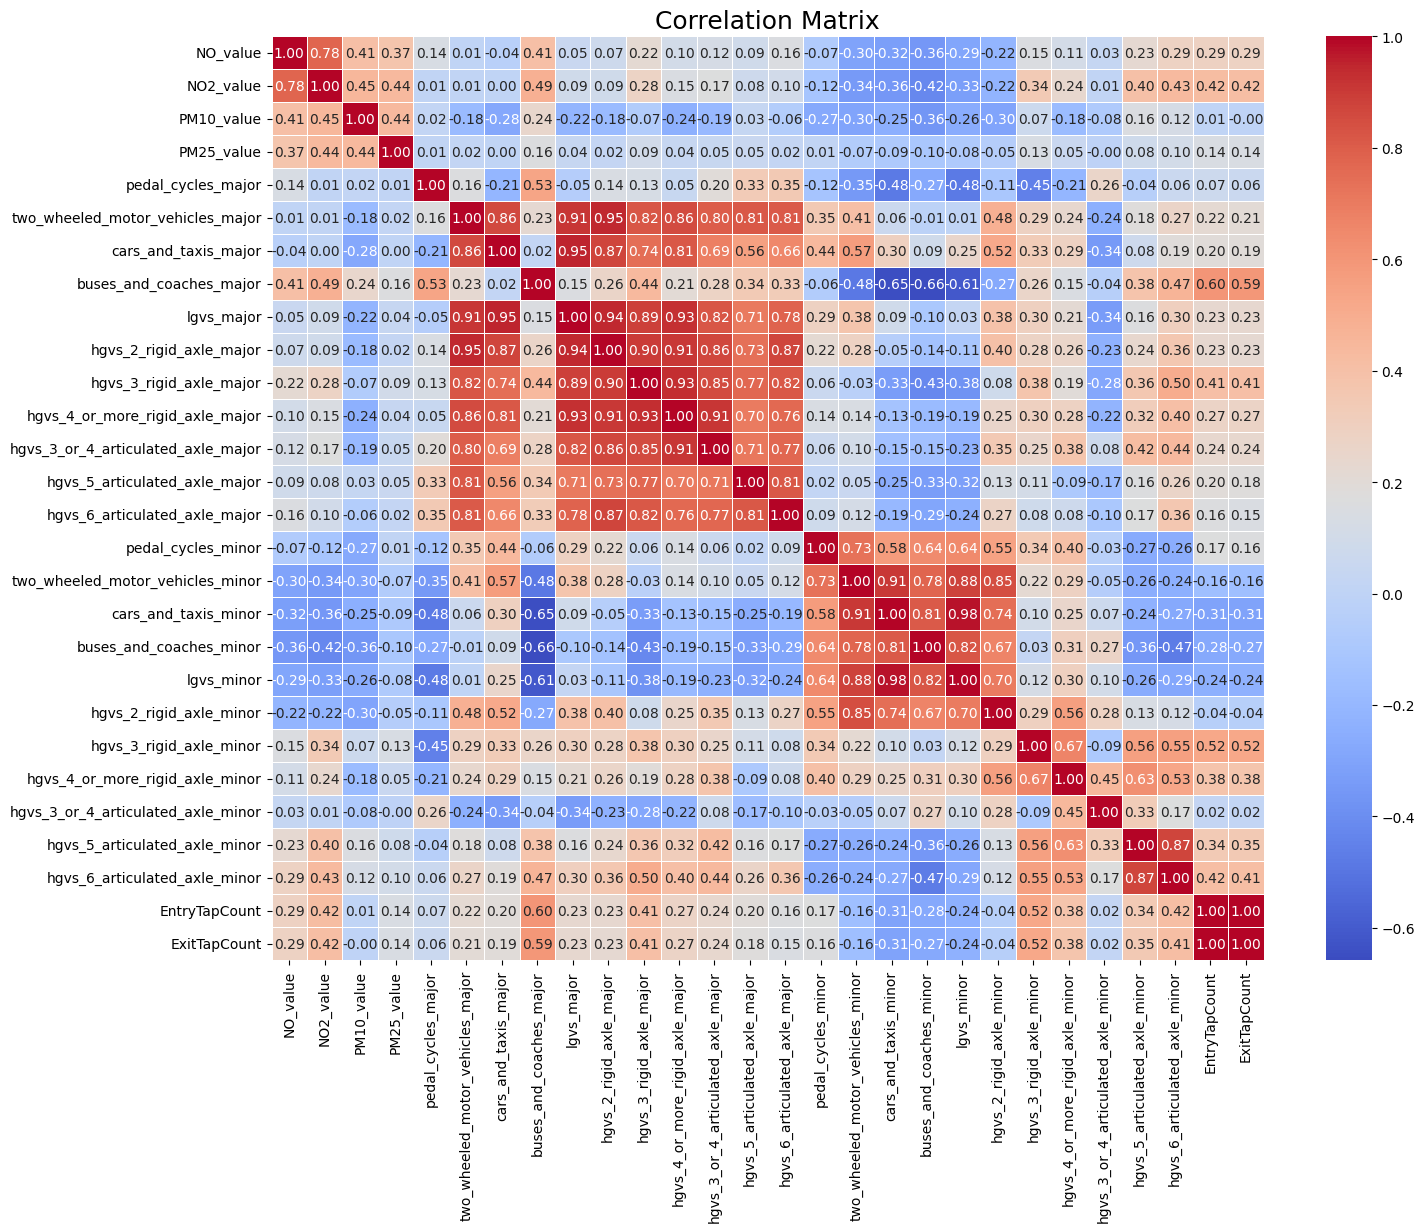 Correlation Matrix
NO_value 1.00 0.78 0.41 0.37 0.14 0.01 -0.04 0.41 0.05 0.07 0.22 0.10 0.12 0.09 0.16 -0.07 -0.30 -0.32 -0.36 -0.29 -0.22 0.15 0.11 0.03 0.23 0.29 0.29 0.29
NO2_value 0.78 1.00 0.45 0.44 0.01 0.01 0.00 0.49 0.09 0.09 0.28 0.15 0.17 0.08 0.10 -0.12 -0.34 -0.36 -0.42 -0.33 -0.22 0.34 0.24 0.01 0.40 0.43 0.42 0.42
PM10_value 0.41 0.45 1.00 0.44 0.02 -0.18 -0.28 0.24 -0.22 -0.18 -0.07 -0.24 -0.19 0.03 -0.06 -0.27 -0.30 -0.25 -0.36 -0.26 -0.30 0.07 -0.18 -0.08 0.16 0.12 0.01 -0.00
PM25_value 0.37 0.44 0.44 1.00 0.01 0.02 0.00 0.16 0.04 0.02 0.09 0.04 0.05 0.05 0.02 0.01 -0.07 -0.09 -0.10 -0.08 -0.05 0.13 0.05 -0.00 0.08 0.10 0.14 0.14
pedal_cycles_major 0.14 0.01 0.02 0.01 1.00 0.16 -0.21 0.53 -0.05 0.14 0.13 0.05 0.20 0.33 0.35 -0.12 -0.35 -0.48 -0.27 -0.48 -0.11 -0.45 -0.21 0.26 -0.04 0.06 0.07 0.06
two_wheeled_motor_vehicles_major 0.01 0.01 -0.18 0.02 0.16 1.00 0.86 0.23 0.91 0.95 0.82 0.86 0.80 0.81 0.81 0.35 0.41 0.06 -0.01 0.01 0.48 0.29 0.24 -0.24 0.18 0.27 0.22 0.21
cars_and_taxis_major -0.04 0.00 -0.28 0.00 -0.21 0.86 1.00 0.02 0.95 0.87 0.74 0.81 0.69 0.56 0.66 0.44 0.57 0.30 0.09 0.25 0.52 0.33 0.29 -0.34 0.08 0.19 0.20 0.19
buses_and_coaches_major 0.41 0.49 0.24 0.16 0.53 0.23 0.02 1.00 0.15 0.26 0.44 0.21 0.28 0.34 0.33 -0.06 -0.48 -0.65 -0.66 -0.61 -0.27 0.26 0.15 -0.04 0.38 0.47 0.60 0.59
lgvs_major 0.05 0.09 -0.22 0.04 -0.05 0.91 0.95 0.15 1.00 0.94 0.89 0.93 0.82 0.71 0.78 0.29 0.38 0.09 -0.10 0.03 0.38 0.30 0.21 -0.34 0.16 0.30 0.23 0.23
hgvs_2_rigid_axle_major 0.07 0.09 -0.18 0.02 0.14 0.95 0.87 0.26 0.94 1.00 0.90 0.91 0.86 0.73 0.87 0.22 0.28 -0.05 -0.14 -0.11 0.40 0.28 0.26 -0.23 0.24 0.36 0.23 0.23
hgvs_3_rigid_axle_major 0.22 0.28 -0.07 0.09 0.13 0.82 0.74 0.44 0.89 0.90 1.00 0.93 0.85 0.77 0.82 0.06 -0.03 -0.33 -0.43 -0.38 0.08 0.38 0.19 -0.28 0.36 0.50 0.41 0.41
hgvs_4_or_more_rigid_axle_major 0.10 0.15 -0.24 0.04 0.05 0.86 0.81 0.21 0.93 0.91 0.93 1.00 0.91 0.70 0.76 0.14 0.14 -0.13 -0.19 -0.19 0.25 0.30 0.28 -0.22 0.32 0.40 0.27 0.27
hgvs_3_or_4_articulated_axle_major 0.12 0.17 -0.19 0.05 0.20 0.80 0.69 0.28 0.82 0.86 0.85 0.91 1.00 0.71 0.77 0.06 0.10 -0.15 -0.15 -0.23 0.35 0.25 0.38 0.08 0.42 0.44 0.24 0.24
hgvs_5_articulated_axle_major 0.09 0.08 0.03 0.05 0.33 0.81 0.56 0.34 0.71 0.73 0.77 0.70 0.71 1.00 0.81 0.02 0.05 -0.25 -0.33 -0.32 0.13 0.11 -0.09 -0.17 0.16 0.26 0.20 0.18
hgvs_6_articulated_axle_major 0.16 0.10 -0.06 0.02 0.35 0.81 0.66 0.33 0.78 0.87 0.82 0.76 0.77 0.81 1.00 0.09 0.12 -0.19 -0.29 -0.24 0.27 0.08 0.08 -0.10 0.17 0.36 0.16 0.15
pedal_cycles_minor -0.07 -0.12 -0.27 0.01 -0.12 0.35 0.44 -0.06 0.29 0.22 0.06 0.14 0.06 0.02 0.09 1.00 0.73 0.58 0.64 0.64 0.55 0.34 0.40 -0.03 -0.27 -0.26 0.17 0.16
two_wheeled_motor_vehicles_minor -0.30 -0.34 -0.30 -0.07 -0.35 0.41 0.57 -0.48 0.38 0.28 -0.03 0.14 0.10 0.05 0.12 0.73 1.00 0.91 0.78 0.88 0.85 0.22 0.29 -0.05 -0.26 -0.24 -0.16 -0.16
cars_and_taxis_minor -0.32 -0.36 -0.25 -0.09 -0.48 0.06 0.30 -0.65 0.09 -0.05 -0.33 -0.13 -0.15 -0.25 -0.19 0.58 0.91 1.00 0.81 0.98 0.74 0.10 0.25 0.07 -0.24 -0.27 -0.31 -0.31
buses_and_coaches_minor -0.36 -0.42 -0.36 -0.10 -0.27 -0.01 0.09 -0.66 -0.10 -0.14 -0.43 -0.19 -0.15 -0.33 -0.29 0.64 0.78 0.81 1.00 0.82 0.67 0.03 0.31 0.27 -0.36 -0.47 -0.28 -0.27
lgvs_minor -0.29 -0.33 -0.26 -0.08 -0.48 0.01 0.25 -0.61 0.03 -0.11 -0.38 -0.19 -0.23 -0.32 -0.24 0.64 0.88 0.98 0.82 1.00 0.70 0.12 0.30 0.10 -0.26 -0.29 -0.24 -0.24
hgvs_2_rigid_axle_minor -0.22 -0.22 -0.30 -0.05 -0.11 0.48 0.52 -0.27 0.38 0.40 0.08 0.25 0.35 0.13 0.27 0.55 0.85 0.74 0.67 0.70 1.00 0.29 0.56 0.28 0.13 0.12 -0.04 -0.04
hgvs_3_rigid_axle_minor 0.15 0.34 0.07 0.13 -0.45 0.29 0.33 0.26 0.30 0.28 0.38 0.30 0.25 0.11 0.08 0.34 0.22 0.10 0.03 0.12 0.29 1.00 0.67 -0.09 0.56 0.55 0.52 0.52
hgvs_4_or_more_rigid_axle_minor 0.11 0.24 -0.18 0.05 -0.21 0.24 0.29 0.15 0.21 0.26 0.19 0.28 0.38 -0.09 0.08 0.40 0.29 0.25 0.31 0.30 0.56 0.67 1.00 0.45 0.63 0.53 0.38 0.38
hgvs_3_or_4_articulated_axle_minor 0.03 0.01 -0.08 -0.00 0.26 -0.24 -0.34 -0.04 -0.34 -0.23 -0.28 -0.22 0.08 -0.17 -0.10 -0.03 -0.05 0.07 0.27 0.10 0.28 -0.09 0.45 1.00 0.33 0.17 0.02 0.02
hgvs_5_articulated_axle_minor 0.23 0.40 0.16 0.08 -0.04 0.18 0.08 0.38 0.16 0.24 0.36 0.32 0.42 0.16 0.17 -0.27 -0.26 -0.24 -0.36 -0.26 0.13 0.56 0.63 0.33 1.00 0.87 0.34 0.35
hgvs_6_articulated_axle_minor 0.29 0.43 0.12 0.10 0.06 0.27 0.19 0.47 0.30 0.36 0.50 0.40 0.44 0.26 0.36 -0.26 -0.24 -0.27 -0.47 -0.29 0.12 0.55 0.53 0.17 0.87 1.00 0.42 0.41
EntryTapCount 0.29 0.42 0.01 0.14 0.07 0.22 0.20 0.60 0.23 0.23 0.41 0.27 0.24 0.20 0.16 0.17 -0.16 -0.31 -0.28 -0.24 -0.04 0.52 0.38 0.02 0.34 0.42 1.00 1.00
ExitTapCount 0.29 0.42 -0.00 0.14 0.06 0.21 0.19 0.59 0.23 0.23 0.41 0.27 0.24 0.18 0.15 0.16 -0.16 -0.31 -0.27 -0.24 -0.04 0.52 0.38 0.02 0.35 0.41 1.00 1.00
NO_value
NO2_value
PM10_value
PM25_value
pedal_cycles_major
two_wheeled_motor_vehicles_major
cars_and_taxis_major
buses_and_coaches_major
lgvs_major
hgvs_2_rigid_axle_major
hgvs_3_rigid_axle_major
hgvs_4_or_more_rigid_axle_major
hgvs_3_or_4_articulated_axle_major
hgvs_5_articulated_axle_major
hgvs_6_articulated_axle_major
pedal_cycles_minor
two_wheeled_motor_vehicles_minor
cars_and_taxis_minor
buses_and_coaches_minor
lgvs_minor
hgvs_2_rigid_axle_minor
hgvs_3_rigid_axle_minor
hgvs_4_or_more_rigid_axle_minor
hgvs_3_or_4_articulated_axle_minor
hgvs_5_articulated_axle_minor
hgvs_6_articulated_axle_minor
EntryTapCount
ExitTapCount
1.0
0.8
0.6
0.4
0.2
0.0
−0.2
−0.4
−0.6